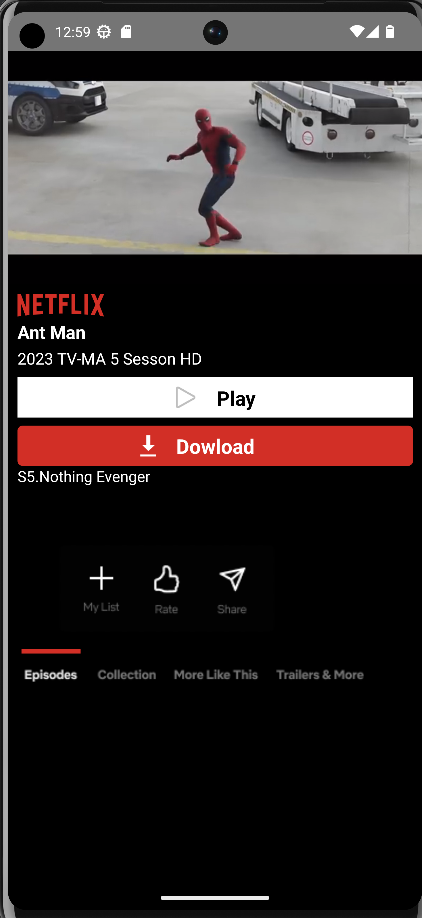 12:59
NETFLIX
Ant Man
2023 TV-MA 5 Sesson HD
Play
Dowload
S5.Nothing Evenger
My List Rate Share
Episodes Collection More Like This Trailers & More